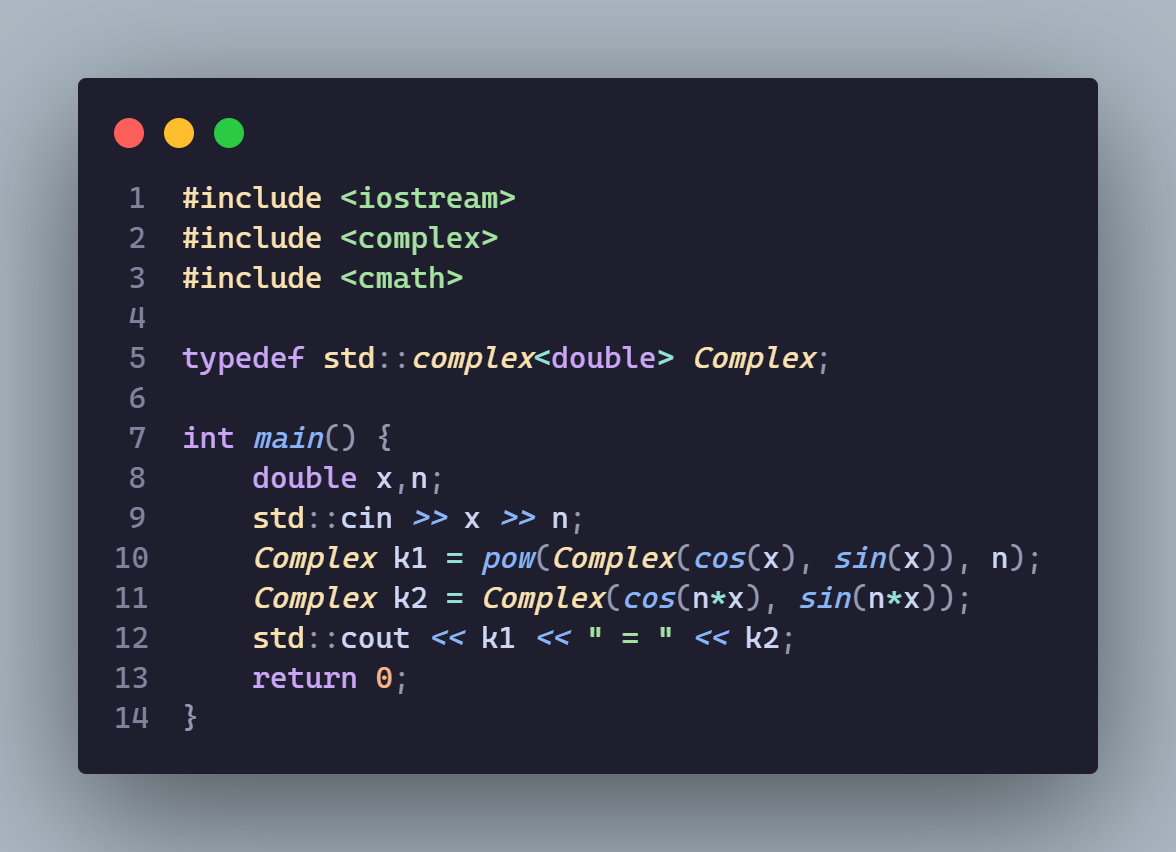 1 #include <iostream>
2 #include <complex>
3 #include <cmath>
4
5 typedef std::complex<double> Complex;
6
7 int main() {
8     double x,n;
9     std::cin >> x >> n;
10     Complex k1 = pow(Complex(cos(x), sin(x)), n);
11     Complex k2 = Complex(cos(n*x), sin(n*x));
12     std::cout << k1 << " = " << k2;
13     return 0;
14 }